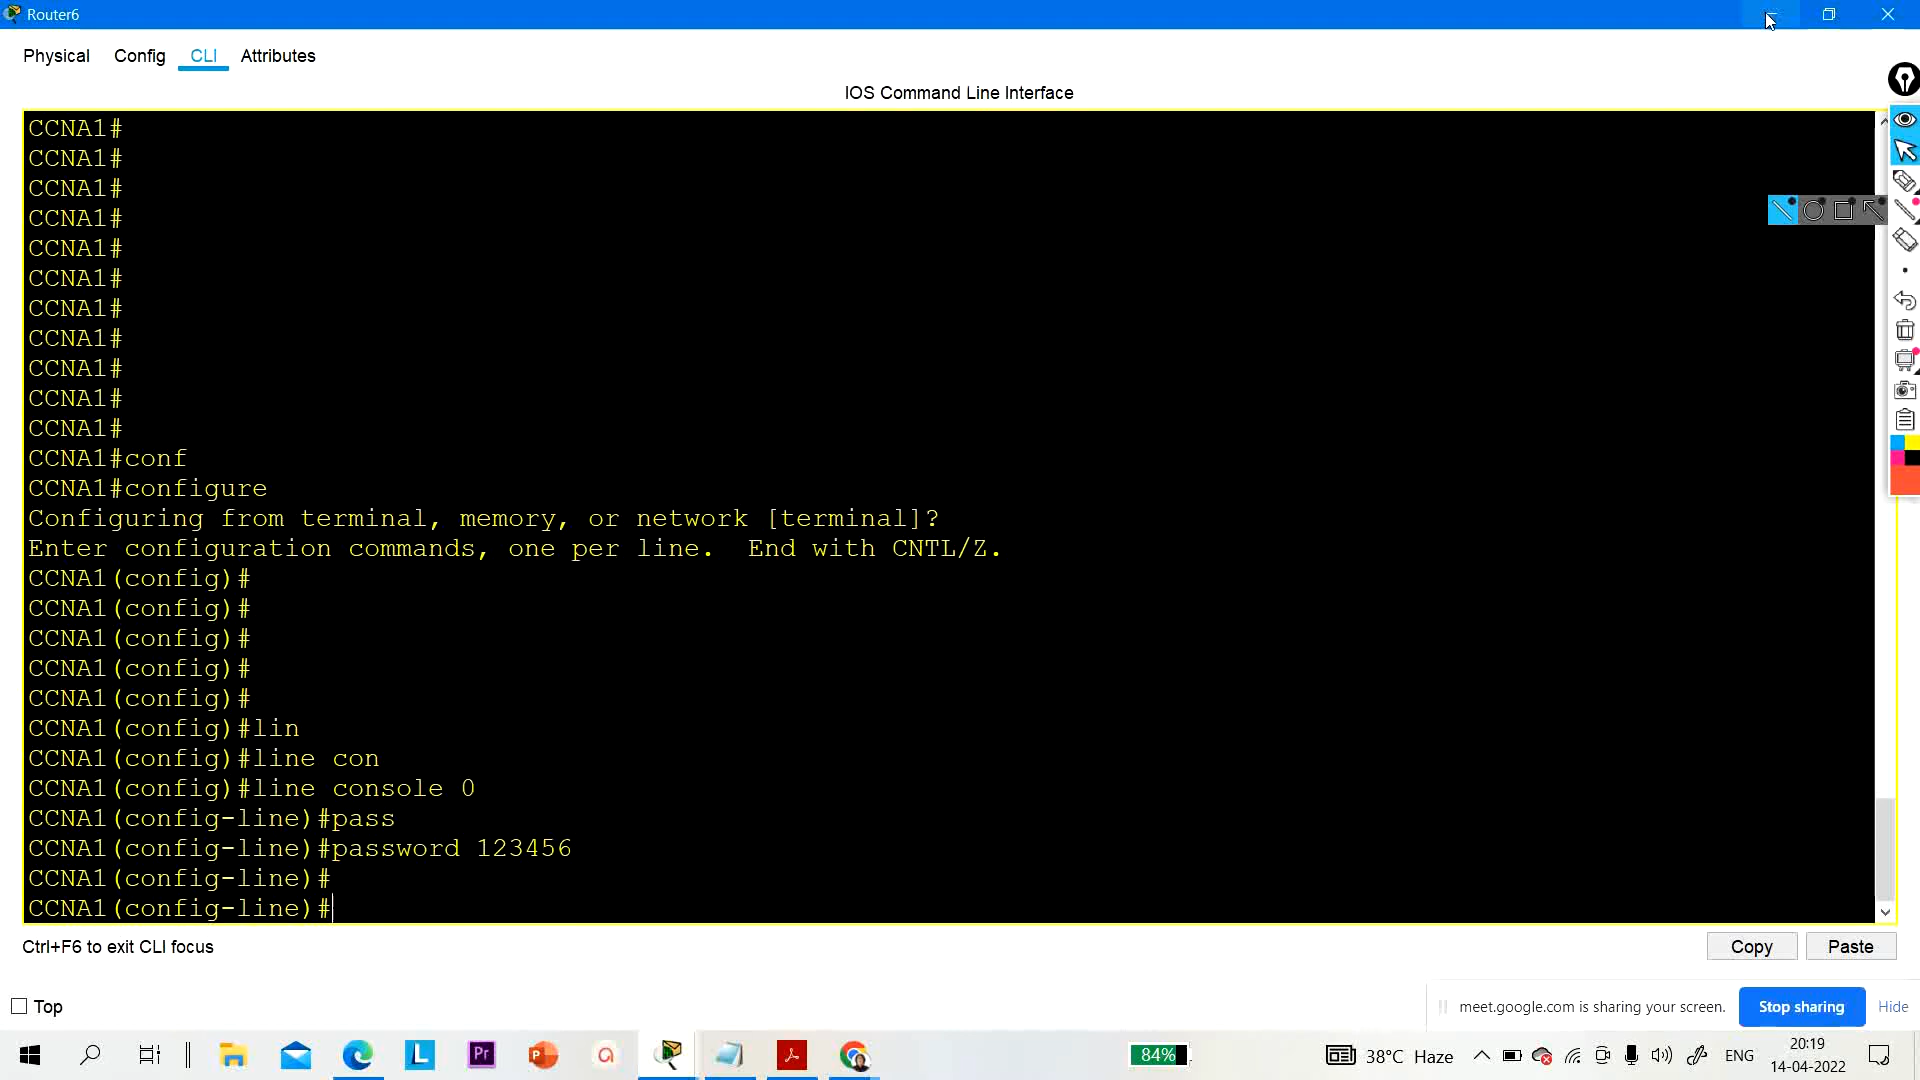 Router6
Physical Config CLI Attributes
IOS Command Line Interface
CCNA1#
CCNA1#
CCNA1#
CCNA1#
CCNA1#
CCNA1#
CCNA1#
CCNA1#
CCNA1#
CCNA1#
CCNA1#
CCNA1#conf
CCNA1#configure
Configuring from terminal, memory, or network [terminal]?
Enter configuration commands, one per line.  End with CNTL/Z.
CCNA1(config)#
CCNA1(config)#
CCNA1(config)#
CCNA1(config)#
CCNA1(config)#
CCNA1(config)#lin
CCNA1(config)#line con
CCNA1(config)#line console 0
CCNA1(config-line)#pass
CCNA1(config-line)#password 123456
CCNA1(config-line)#
CCNA1(config-line)#
Ctrl+F6 to exit CLI focus
Copy Paste
Top
meet.google.com is sharing your screen. Stop sharing Hide
L Pr P a 84% 38°C Haze ENG 20:19
14-04-2022